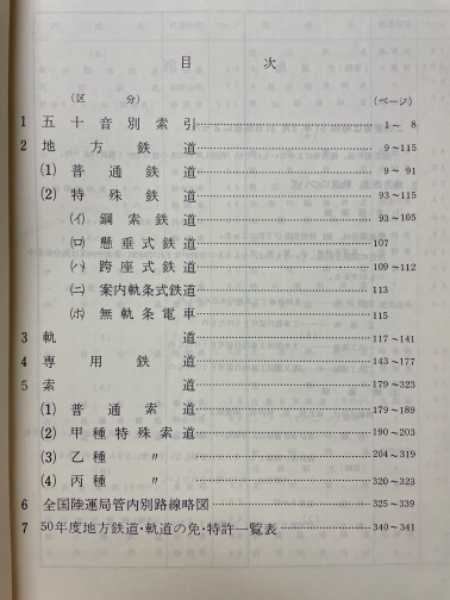 目次
(区分) (ページ)
1 五十音別索引 1～8
2 地方鉄道 9～115
(1) 普通鉄道 9～91
(2) 特殊鉄道 93～115
(イ) 鋼索鉄道 93～105
(ロ) 懸垂式鉄道 107
(ハ) 跨座式鉄道 109～112
(ニ) 案内軌条式鉄道 113
(ホ) 無軌条電車 115
3 軌道 117～141
4 専用鉄道 143～177
5 索道 179～323
(1) 普通索道 179～189
(2) 甲種特殊索道 190～203
(3) 乙種 〃 204～319
(4) 丙種 〃 320～323
6 全国陸運局管内別路線略図 325～339
7 50年度地方鉄道・軌道の免・特許一覧表 340～341